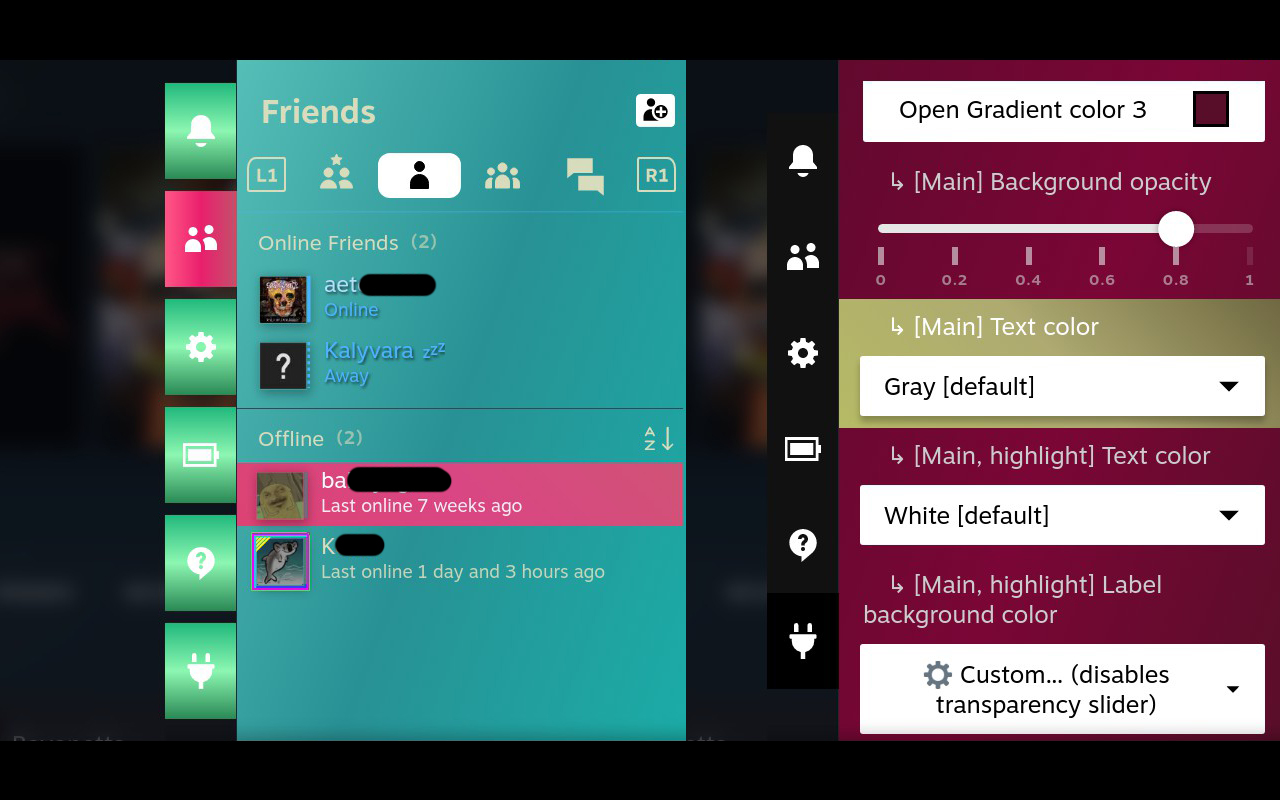 Friends
L1
R1
Online Friends (2)
aet
Online
Kalyvara zzz
Away
Offline (2)
A
Z
ba
Last online 7 weeks ago
K
Last online 1 day and 3 hours ago
Open Gradient color 3
↳ [Main] Background opacity
0 0.2 0.4 0.6 0.8 1
↳ [Main] Text color
Gray [default]
↳ [Main, highlight] Text color
White [default]
↳ [Main, highlight] Label
background color
Custom... (disables
transparency slider)